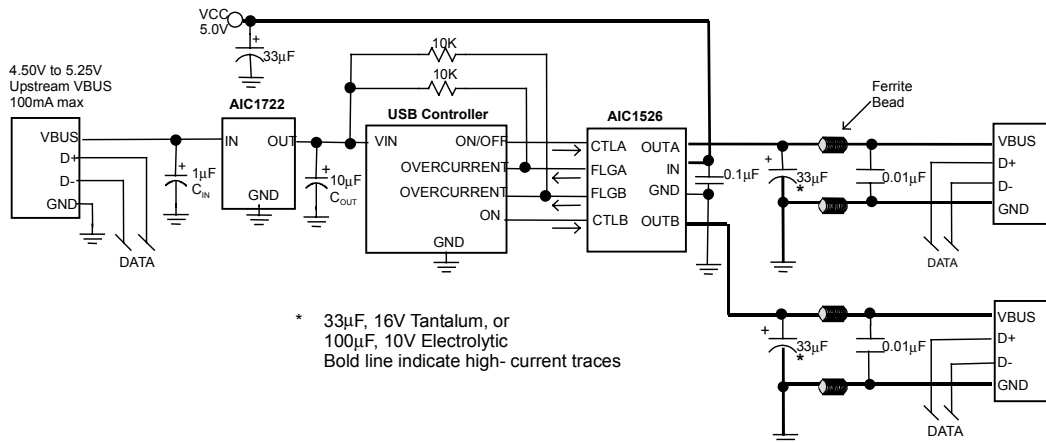 VCC
5.0V
+
33μF
10K
10K
4.50V to 5.25V
Upstream VBUS
100mA max
VBUS
D+
D-
GND
DATA
+
1μF
CIN
AIC1722
IN
OUT
GND
+
10μF
COUT
USB Controller
VIN
ON/OFF
OVERCURRENT
OVERCURRENT
ON
GND
AIC1526
CTLA
FLGA
FLGB
CTLB
OUTA
IN
GND
OUTB
0.1μF
Ferrite
Bead
+
33μF
*
0.01μF
VBUS
D+
D-
GND
DATA
+
33μF
*
0.01μF
VBUS
D+
D-
GND
DATA
* 33μF, 16V Tantalum, or
100μF, 10V Electrolytic
Bold line indicate high- current traces